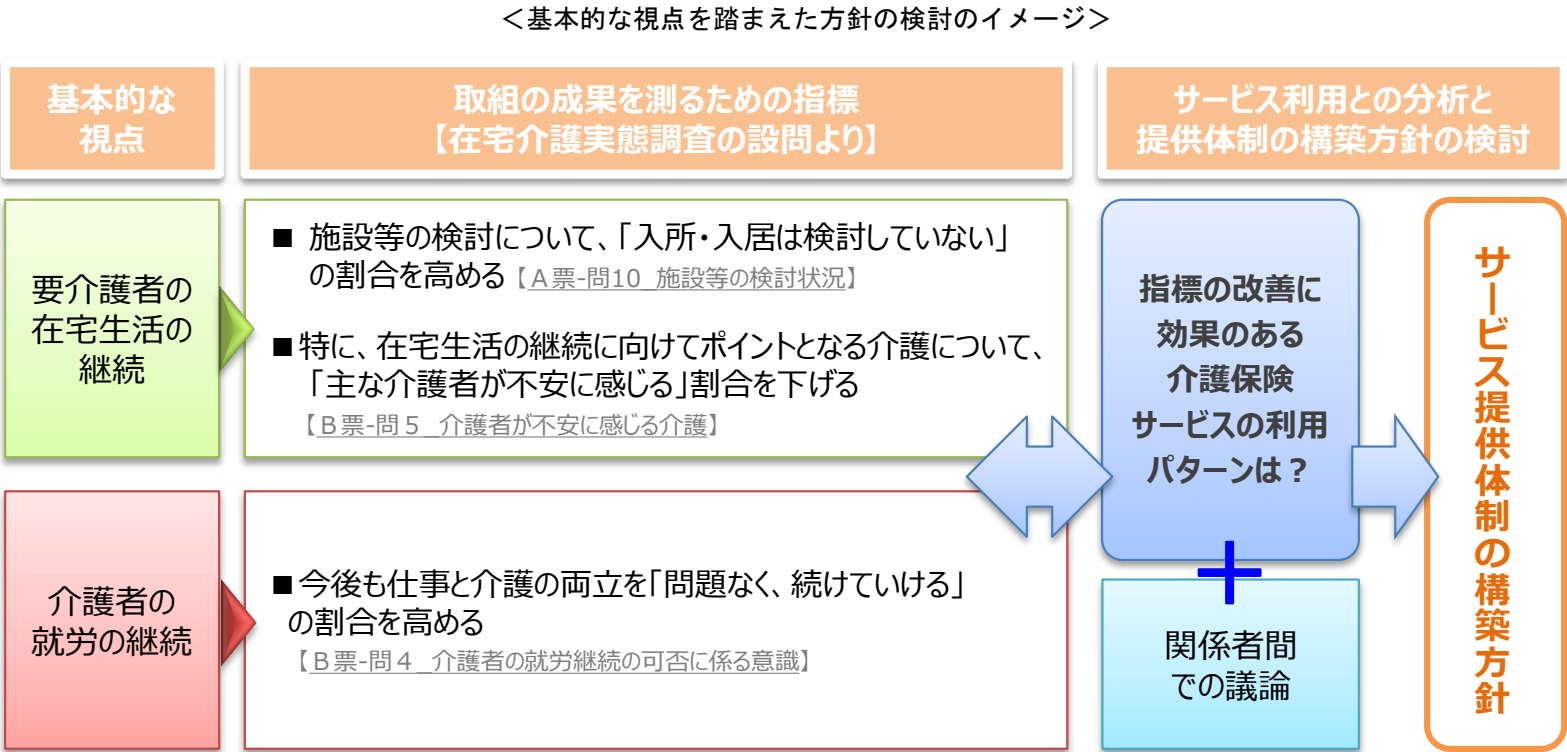 ＜基本的な視点を踏まえた方針の検討のイメージ＞
基本的な
視点
取組の成果を測るための指標
【在宅介護実態調査の設問より】
サービス利用との分析と
提供体制の構築方針の検討
要介護者の
在宅生活の
継続
■ 施設等の検討について、「入所・入居は検討していない」
の割合を高める【Ａ票-問10_施設等の検討状況】
■特に、在宅生活の継続に向けてポイントとなる介護について、
「主な介護者が不安に感じる」割合を下げる
【Ｂ票-問５_介護者が不安に感じる介護】
介護者の
就労の継続
■今後も仕事と介護の両立を「問題なく、続けていける」
の割合を高める
【Ｂ票-問４_介護者の就労継続の可否に係る意識】
指標の改善に
効果のある
介護保険
サービスの利用
パターンは？
関係者間
での議論
サービス提供体制の構築方針